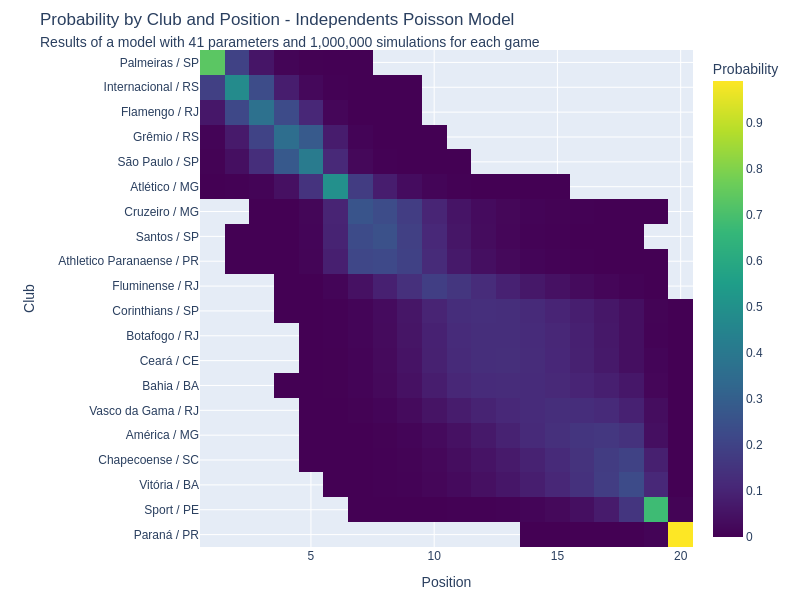 Probability by Club and Position - Independents Poisson Model
Results of a model with 41 parameters and 1,000,000 simulations for each game
Probability
Palmeiras / SP
Internacional / RS
Flamengo / RJ
Grêmio / RS
São Paulo / SP
Atlético / MG
Cruzeiro / MG
Santos / SP
Athletico Paranaense / PR
Fluminense / RJ
Corinthians / SP
Botafogo / RJ
Ceará / CE
Bahia / BA
Vasco da Gama / RJ
América / MG
Chapecoense / SC
Vitória / BA
Sport / PE
Paraná / PR
Club
5
10
15
20
Position
0.9
0.8
0.7
0.6
0.5
0.4
0.3
0.2
0.1
0